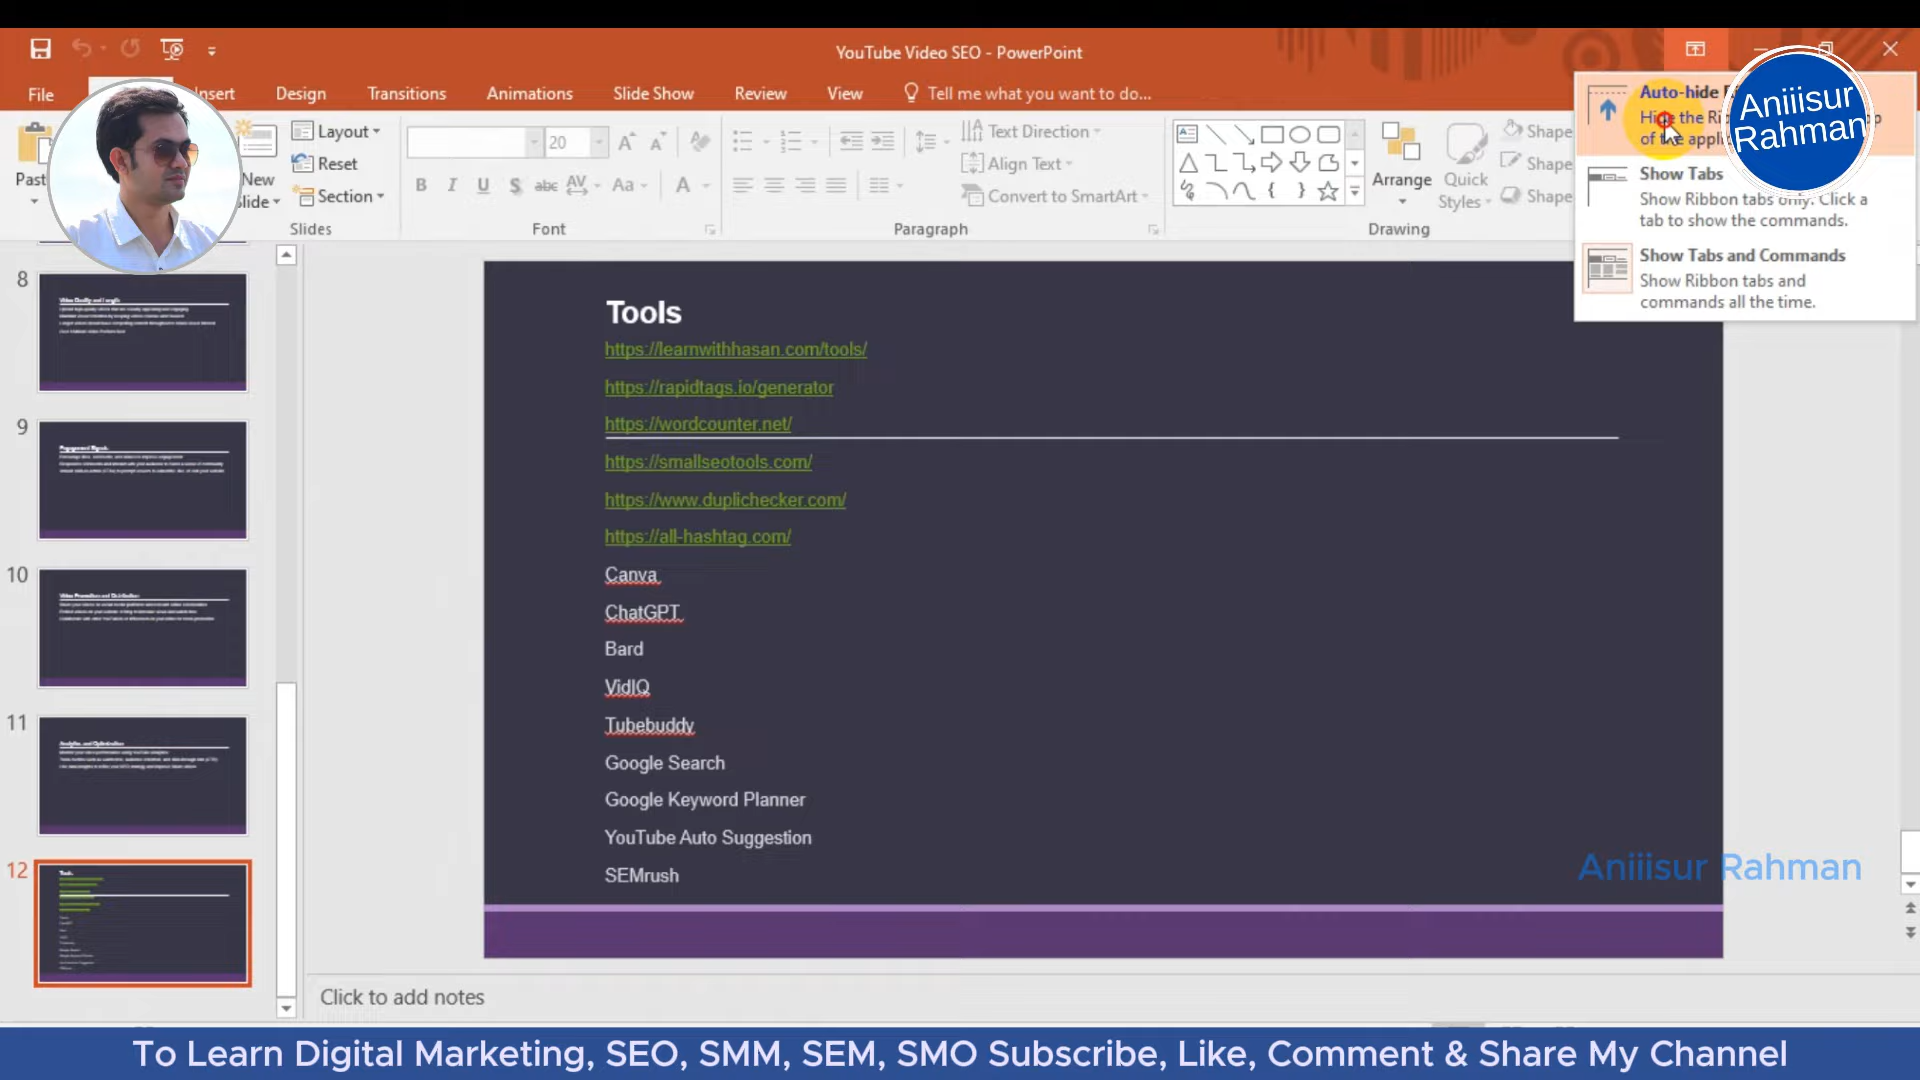 YouTube Video SEO - PowerPoint
File
Insert
Design
Transitions
Animations
Slide Show
Review
View
Tell me what you want to do...
Layout
Reset
Section
New
Slides
20
Font
Text Direction
Align Text
Convert to SmartArt
Paragraph
Arrange
Quick
Styles
Shape
Shape
Shape
Drawing
Auto-hide
Show Tabs
Show Ribbon tabs only. Click a
tab to show the commands.
Show Tabs and Commands
Show Ribbon tabs and
commands all the time.
Aniiisur
Rahman
8
9
10
11
12
Tools
https://learnwithhasan.com/tools/
https://rapidtags.io/generator
https://wordcounter.net/
https://smallseotools.com/
https://www.duplichecker.com/
https://all-hashtag.com/
Canva
ChatGPT
Bard
VidIQ
Tubebuddy
Google Search
Google Keyword Planner
YouTube Auto Suggestion
SEMrush
Aniiisur Rahman
Click to add notes
To Learn Digital Marketing, SEO, SMM, SEM, SMO Subscribe, Like, Comment & Share My Channel